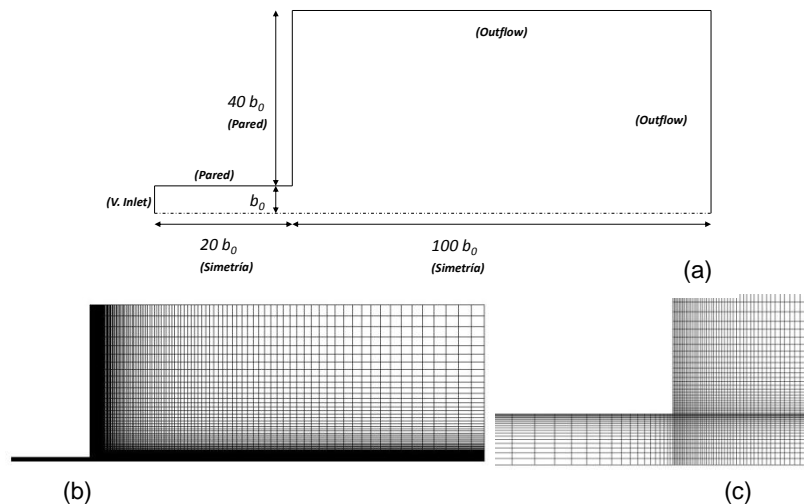 (Outflow)
40 b0
(Pared)
(Outflow)
(Pared)
(V. Inlet)
b0
20 b0
(Simetría)
100 b0
(Simetría)
(a)
(b)
(c)